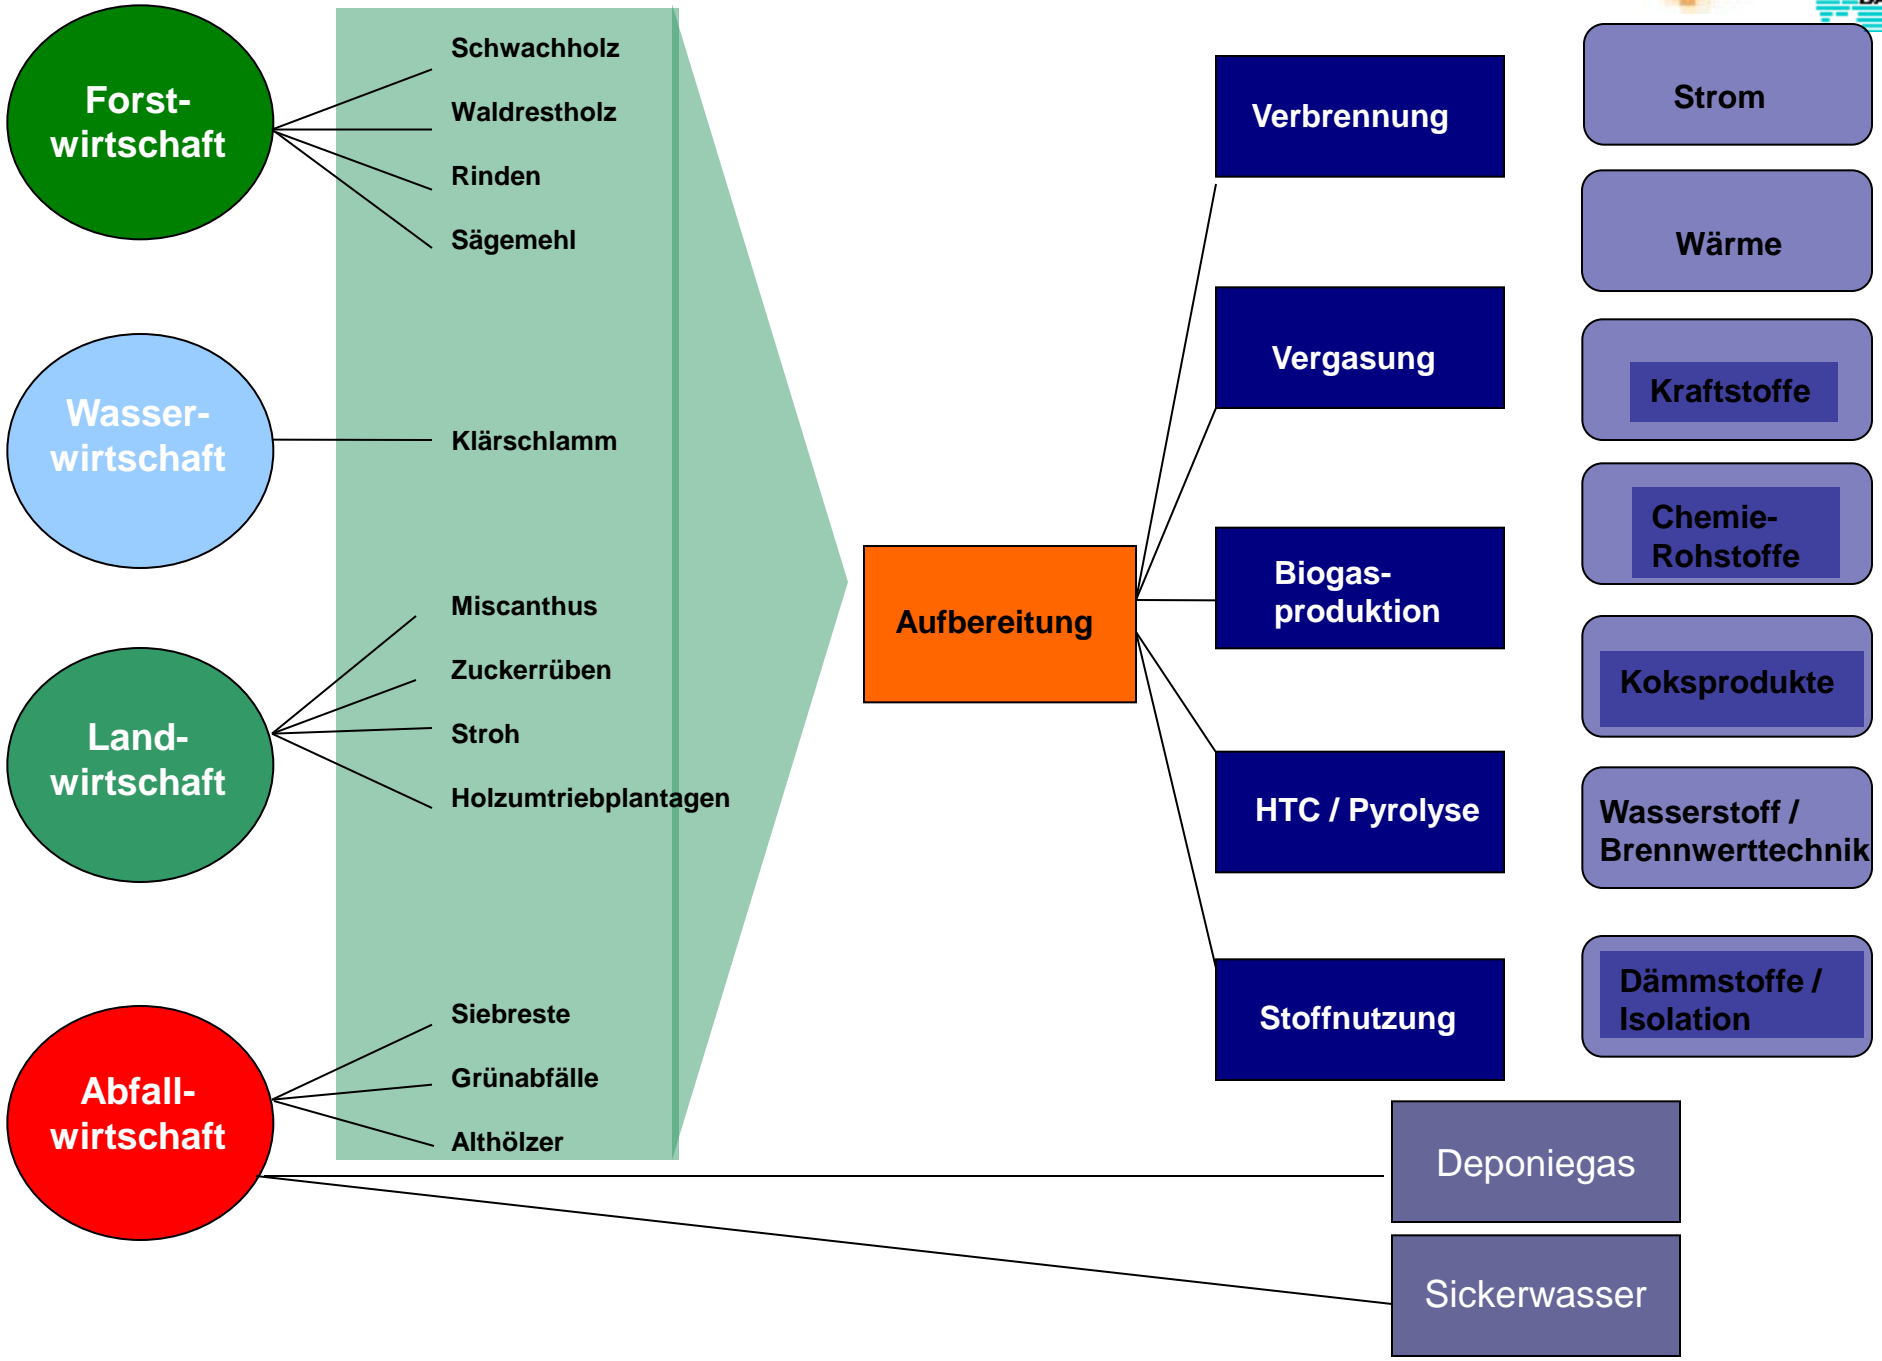 Forst-
wirtschaft
Schwachholz
Waldrestholz
Rinden
Sägemehl
Wasser-
wirtschaft
Klärschlamm
Land-
wirtschaft
Miscanthus
Zuckerrüben
Stroh
Holzumtriebplantagen
Abfall-
wirtschaft
Siebreste
Grünabfälle
Althölzer
Aufbereitung
Verbrennung
Vergasung
Biogas-
produktion
HTC / Pyrolyse
Stoffnutzung
Strom
Wärme
Kraftstoffe
Chemie-
Rohstoffe
Koksprodukte
Wasserstoff /
Brennwerttechnik
Dämmstoffe /
Isolation
Deponiegas
Sickerwasser